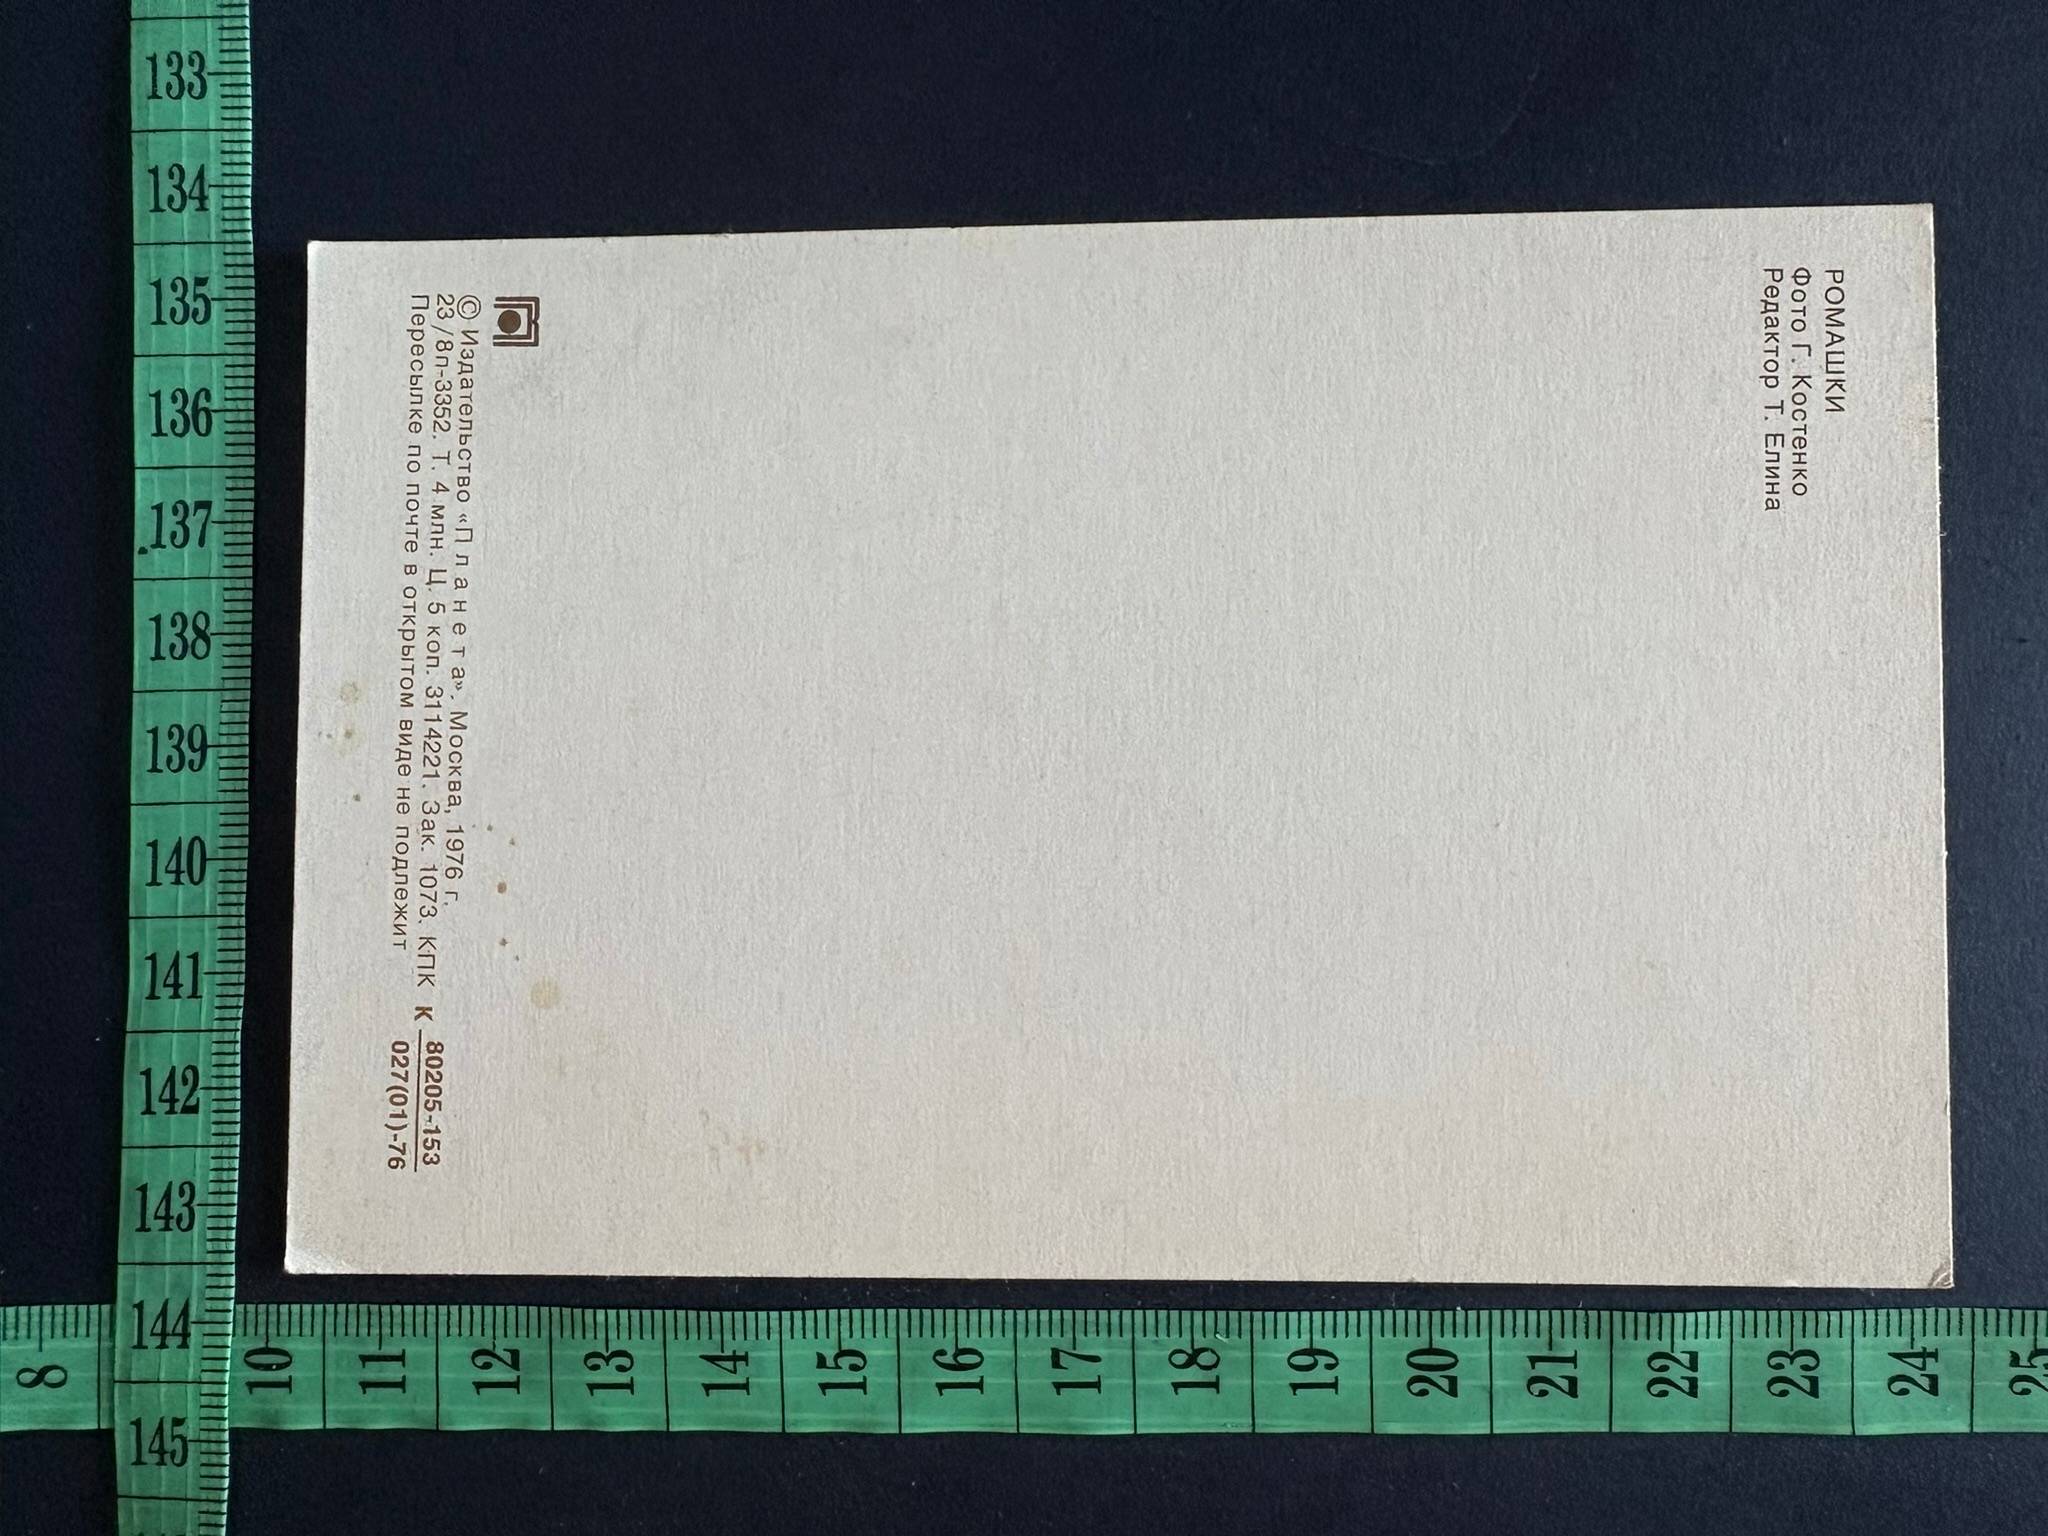 РОМАШКИ
Фото Г. Костенко
Редактор Т. Елина
© Издательство «Планета». Москва, 1976 г.
23/8п-3352. Т. 4 млн. Ц. 5 коп. 3114221. Зак. 1073. КПК К 80205-153
027(01)-76
Пересылке по почте в открытом виде не подлежит
133
134
135
136
137
138
139
140
141
142
143
144
145
8 10 11 12 13 14 15 16 17 18 19 20 21 22 23 24 25